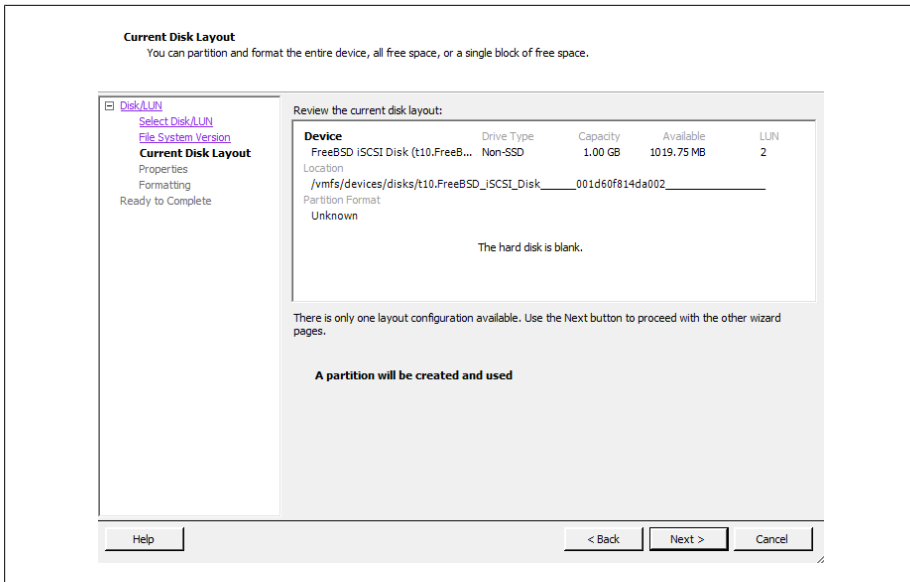 Current Disk Layout
You can partition and format the entire device, all free space, or a single block of free space.
Disk/LUN
Select Disk/LUN
File System Version
Current Disk Layout
Properties
Formatting
Ready to Complete
Review the current disk layout:
Device Drive Type Capacity Available LUN
FreeBSD iSCSI Disk (t10.FreeB... Non-SSD 1.00 GB 1019.75 MB 2
Location
/vmfs/devices/disks/t10.FreeBSD_iSCSI_Disk______001d60f814da002_________________
Partition Format
Unknown
The hard disk is blank.
There is only one layout configuration available. Use the Next button to proceed with the other wizard
pages.
A partition will be created and used
Help < Back Next > Cancel